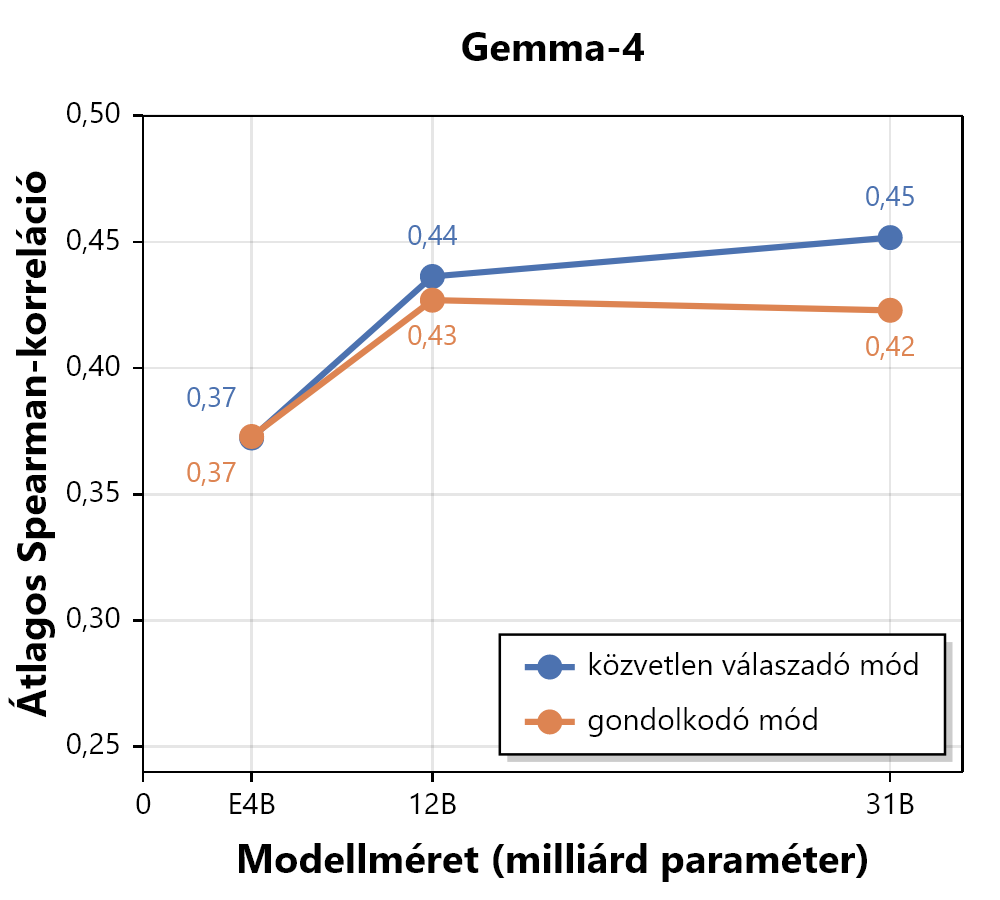 Gemma-4
Átlagos Spearman-korreláció
0,50
0,45
0,40
0,35
0,30
0,25
0,37
0,37
0,44
0,43
0,45
0,42
közvetlen válaszadó mód
gondolkodó mód
0
E4B
12B
31B
Modellméret (milliárd paraméter)